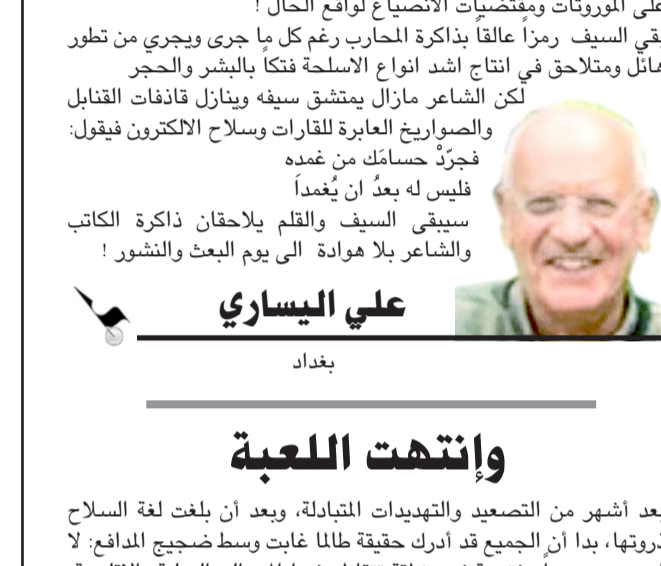 على الموروثات ومقتضيات الانصياع لواقع الحال !
يبقي السيف رمزاً عالقاً بذاكرة المحارب رغم كل ما جرى ويجري من تطور
هائل ومتلاحق في انتاج اشد انواع الاسلحة فتكاً بالبشر والحجر
لكن الشاعر مازال يمتشق سيفه وينازل قاذفات القنابل
والصواريخ العابرة للقارات وسلاح الالكترون فيقول:
فجرّدْ حسامَك من غمده
فليس له بعدُ ان يُغمداَ
سيبقى السيف والقلم يلاحقان ذاكرة الكاتب
والشاعر بلا هوادة الى يوم البعث والنشور !
علي اليساري
بغداد
وإنتهت اللعبة
بعد أشهر من التصعيد والتهديدات المتبادلة، وبعد أن بلغت لغة السلاح
ذروتها، بدا أن الجميع قد أدرك حقيقة طالما غابت وسط ضجيج المدافع: لا